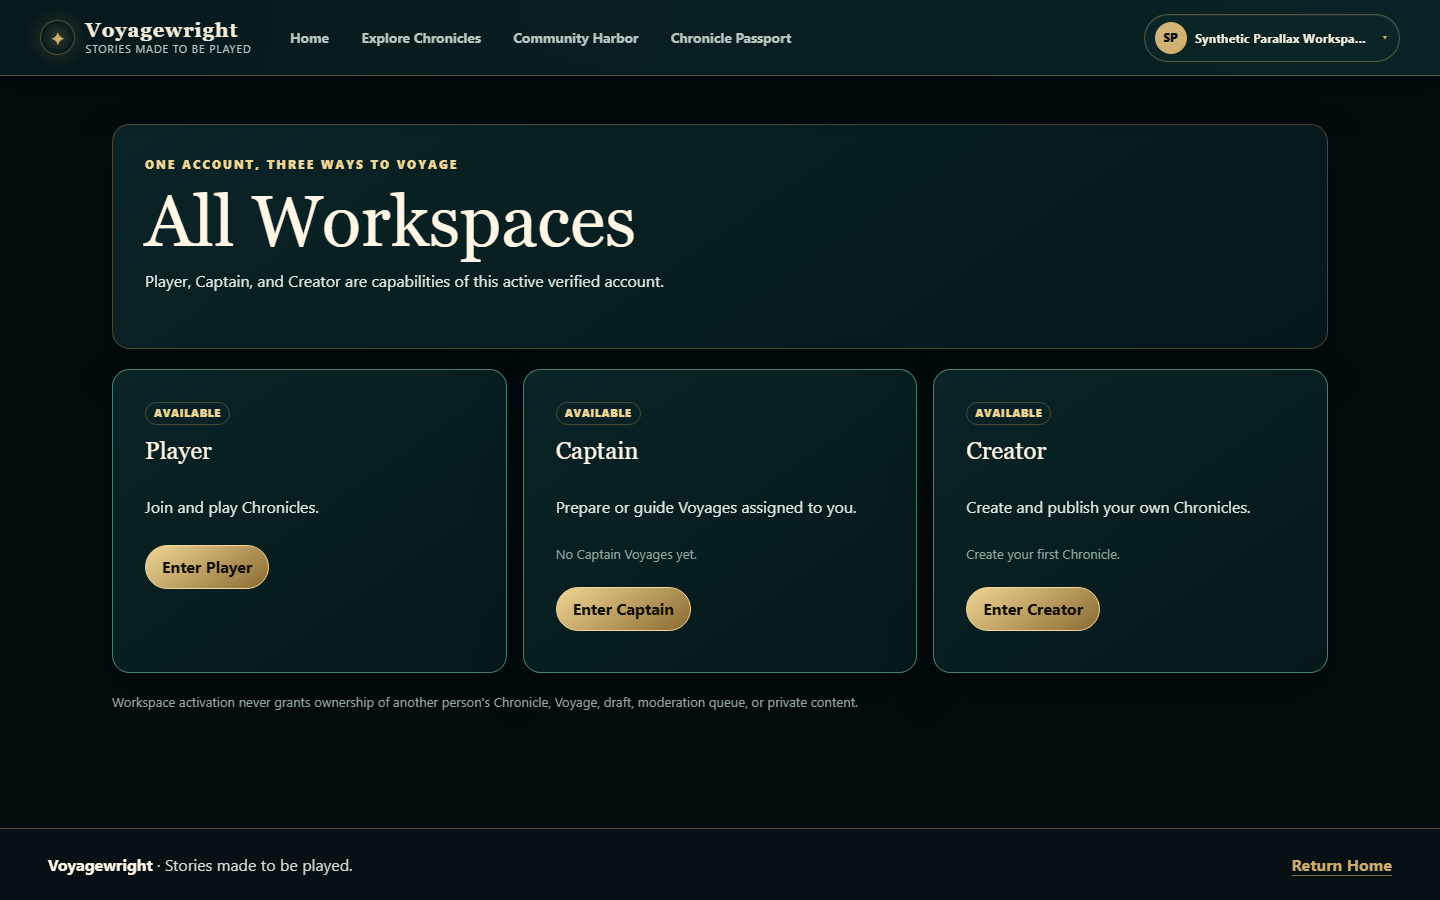 Voyagewright
STORIES MADE TO BE PLAYED
Home
Explore Chronicles
Community Harbor
Chronicle Passport
SP
Synthetic Parallax Workspa...
ONE ACCOUNT, THREE WAYS TO VOYAGE
All Workspaces
Player, Captain, and Creator are capabilities of this active verified account.
AVAILABLE
Player
Join and play Chronicles.
Enter Player
AVAILABLE
Captain
Prepare or guide Voyages assigned to you.
No Captain Voyages yet.
Enter Captain
AVAILABLE
Creator
Create and publish your own Chronicles.
Create your first Chronicle.
Enter Creator
Workspace activation never grants ownership of another person's Chronicle, Voyage, draft, moderation queue, or private content.
Voyagewright · Stories made to be played.
Return Home